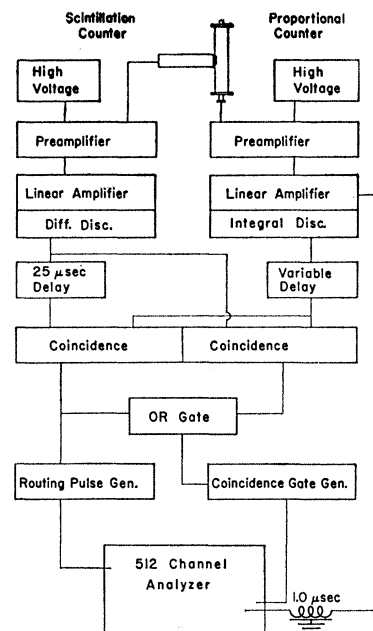 Scintillation
Counter
Proportional
Counter
High
Voltage
High
Voltage
Preamplifier
Preamplifier
Linear Amplifier
Linear Amplifier
Diff. Disc.
Integral Disc.
25 μsec
Delay
Variable
Delay
Coincidence
Coincidence
OR Gate
Routing Pulse Gen.
Coincidence Gate Gen.
512 Channel
Analyzer
1.0 μsec